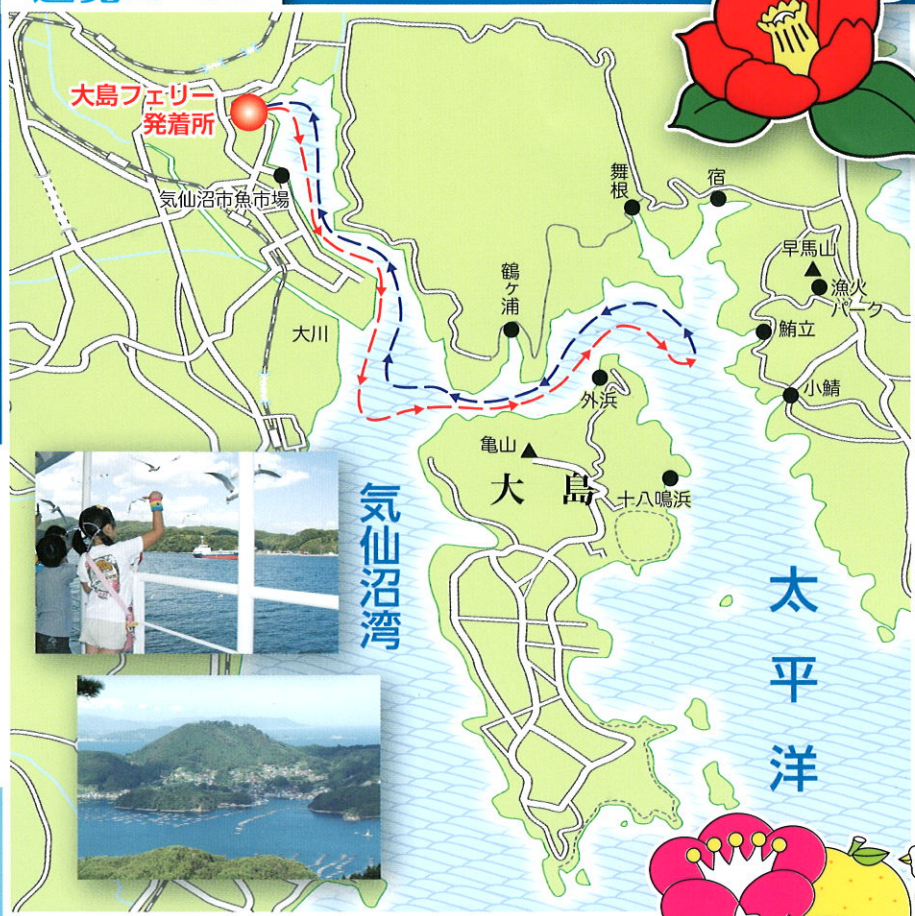 大島フェリー
発着所
気仙沼市魚市場
舞根
宿
早馬山
漁火
パーク
鶴ヶ浦
大川
鮪立
小鯖
外浜
亀山
大島
十八鳴浜
気仙沼湾
太平洋